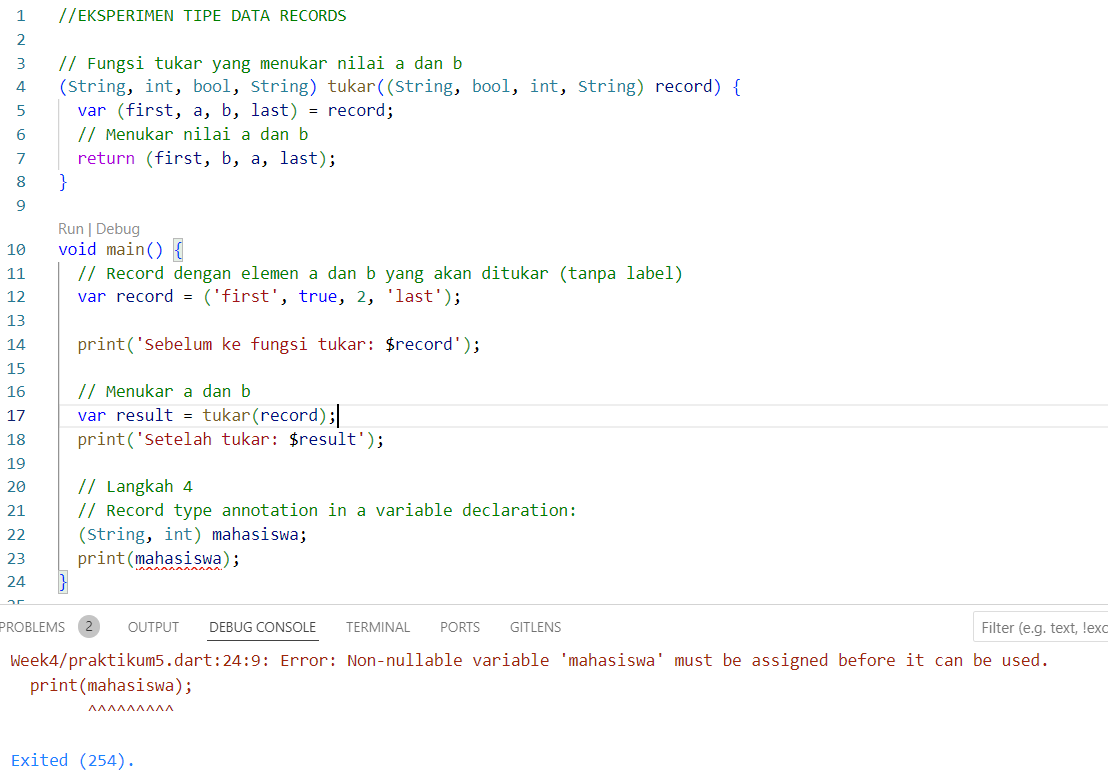 1 //EKSPERIMEN TIPE DATA RECORDS
2
3 // Fungsi tukar yang menukar nilai a dan b
4 (String, int, bool, String) tukar((String, bool, int, String) record) {
5   var (first, a, b, last) = record;
6   // Menukar nilai a dan b
7   return (first, b, a, last);
8 }
9
Run | Debug
10 void main() {
11   // Record dengan elemen a dan b yang akan ditukar (tanpa label)
12   var record = ('first', true, 2, 'last');
13
14   print('Sebelum ke fungsi tukar: $record');
15
16   // Menukar a dan b
17   var result = tukar(record);
18   print('Setelah tukar: $result');
19
20   // Langkah 4
21   // Record type annotation in a variable declaration:
22   (String, int) mahasiswa;
23   print(mahasiswa);
24 }
25
PROBLEMS 2 OUTPUT DEBUG CONSOLE TERMINAL PORTS GITLENS Filter (e.g. text, !exc
Week4/praktikum5.dart:24:9: Error: Non-nullable variable 'mahasiswa' must be assigned before it can be used.
  print(mahasiswa);
        ^^^^^^^^^
Exited (254).